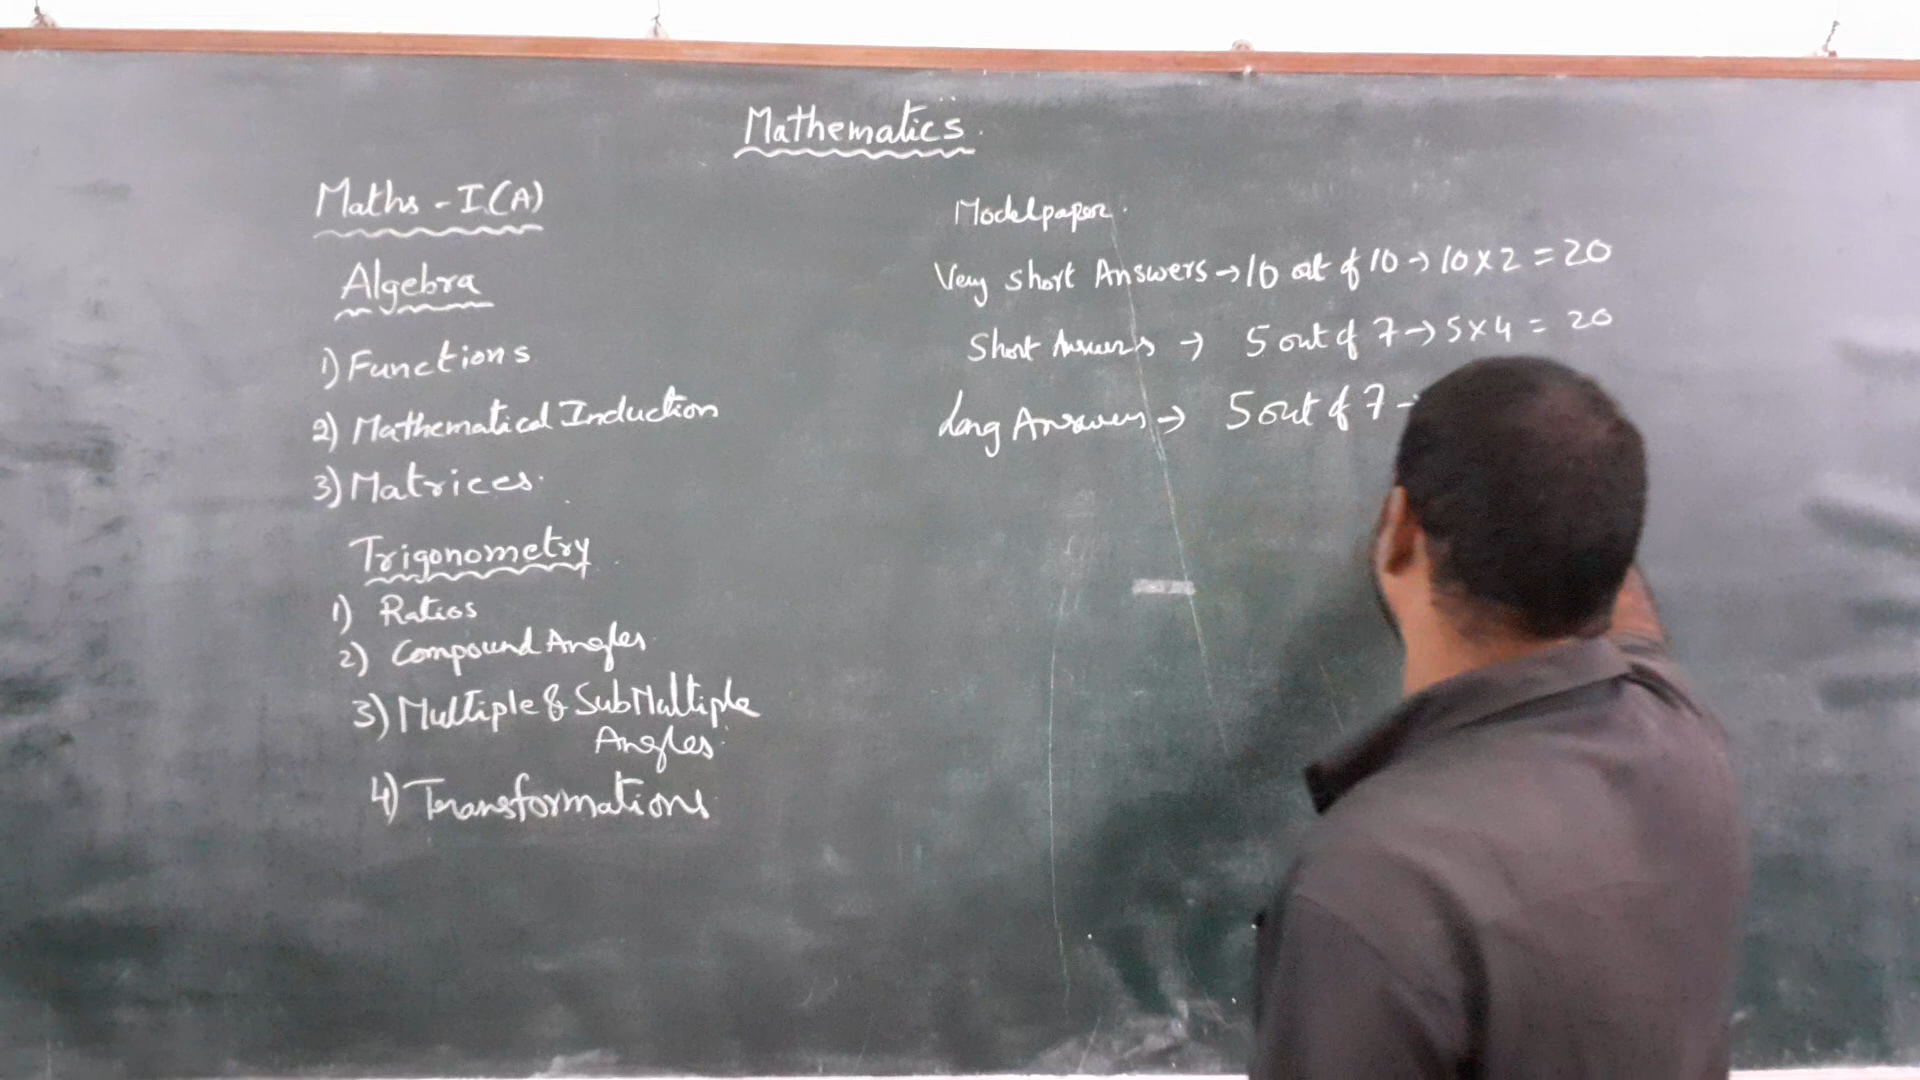 Mathematics.
Maths - I(A)
Algebra
1) Functions
2) Mathematical Induction
3) Matrices.
Trigonometry
1) Ratios
2) Compound Angles
3) Multiple & SubMultiple
Angles.
4) Transformations
Modelpaper.
Very short Answers → 10 out of 10 → 10 x 2 = 20
Short Answers → 5 out of 7 → 5 x 4 = 20
Long Answers → 5 out of 7 -